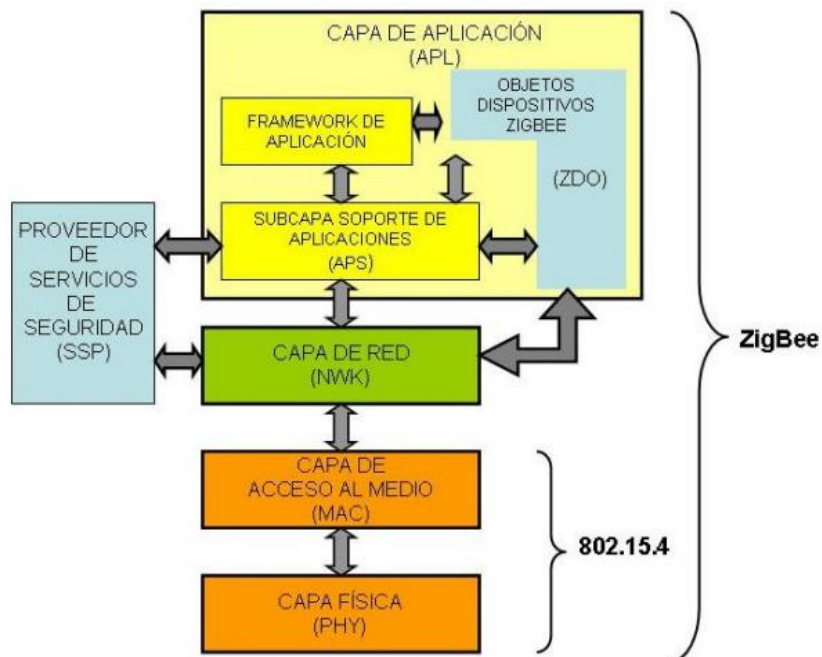 CAPA DE APLICACIÓN
(APL)
OBJETOS
DISPOSITIVOS
ZIGBEE
(ZDO)
FRAMEWORK DE
APLICACIÓN
SUBCAPA SOPORTE DE
APLICACIONES
(APS)
PROVEEDOR
DE
SERVICIOS
DE
SEGURIDAD
(SSP)
CAPA DE RED
(NWK)
ZigBee
CAPA DE
ACCESO AL MEDIO
(MAC)
802.15.4
CAPA FÍSICA
(PHY)